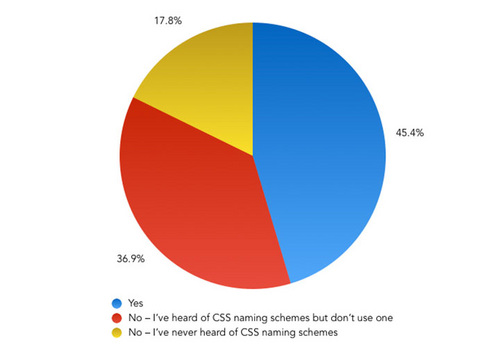 17.8%
45.4%
36.9%
Yes
No – I’ve heard of CSS naming schemes but don’t use one
No – I’ve never heard of CSS naming schemes